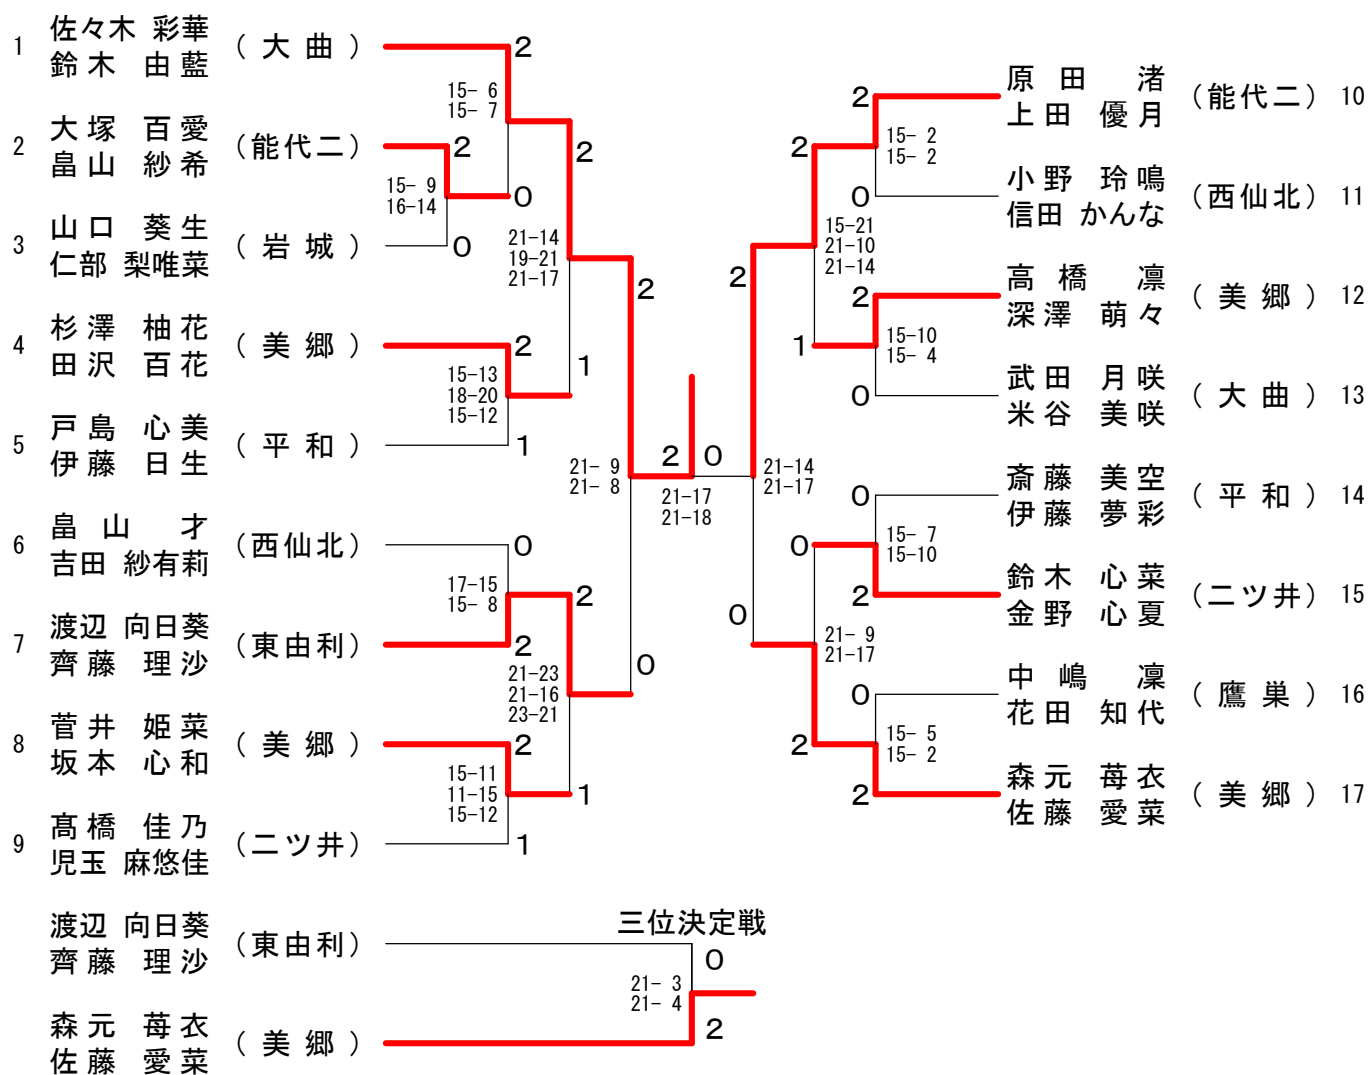 1 佐々木 彩華 鈴木 由藍 (大曲) 2
15- 6
15- 7
2 大塚 百愛 畠山 紗希 (能代二) 2
15- 9
16-14
0
3 山口 葵生 仁部 梨唯菜 (岩城) 0
2
21-14
19-21
21-17
4 杉澤 柚花 田沢 百花 (美郷) 2
15-13
18-20
15-12
1
5 戸島 心美 伊藤 日生 (平和) 1
2
21- 9
21- 8
6 畠山 才 吉田 紗有莉 (西仙北) 0
17-15
15- 8
2
7 渡辺 向日葵 齊藤 理沙 (東由利) 2
21-23
21-16
23-21
0
8 菅井 姫菜 坂本 心和 (美郷) 2
15-11
11-15
15-12
1
9 髙橋 佳乃 児玉 麻悠佳 (二ツ井) 1
2 0
21-17
21-18
2 原田 渚 上田 優月 (能代二) 10
15- 2
15- 2
2
0 小野 玲鳴 信田 かんな (西仙北) 11
15-21
21-10
21-14
2
2 高橋 凛 深澤 萌々 (美郷) 12
15-10
15- 4
1
0 武田 月咲 米谷 美咲 (大曲) 13
21-14
21-17
0 斎藤 美空 伊藤 夢彩 (平和) 14
15- 7
15-10
0
2 鈴木 心菜 金野 心夏 (二ツ井) 15
0
21- 9
21-17
0 中嶋 凜 花田 知代 (鷹巣) 16
15- 5
15- 2
2
2 森元 苺衣 佐藤 愛菜 (美郷) 17
三位決定戦
渡辺 向日葵 齊藤 理沙 (東由利) 0
21- 3
21- 4
森元 苺衣 佐藤 愛菜 (美郷) 2